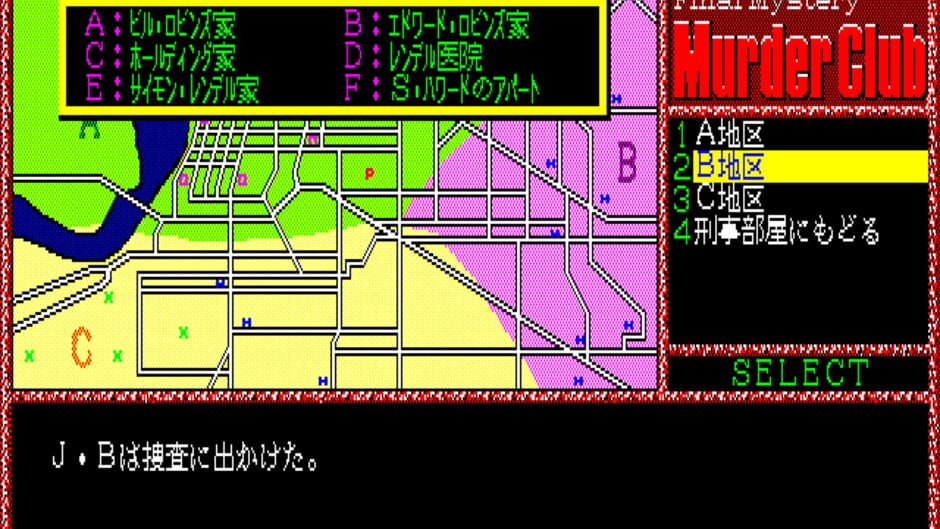 A:ビル・ロビンズ家 B:エドワード・ロビンズ家
C:ホールディング家 D:レンデル医院
E:サイモン・レンデル家 F:S・ハワードのアパート
Final Mystery
Murder Club
A
B
C
P
1 A地区
2 B地区
3 C地区
4 刑事部屋にもどる
SELECT
J・Bは捜査に出かけた。